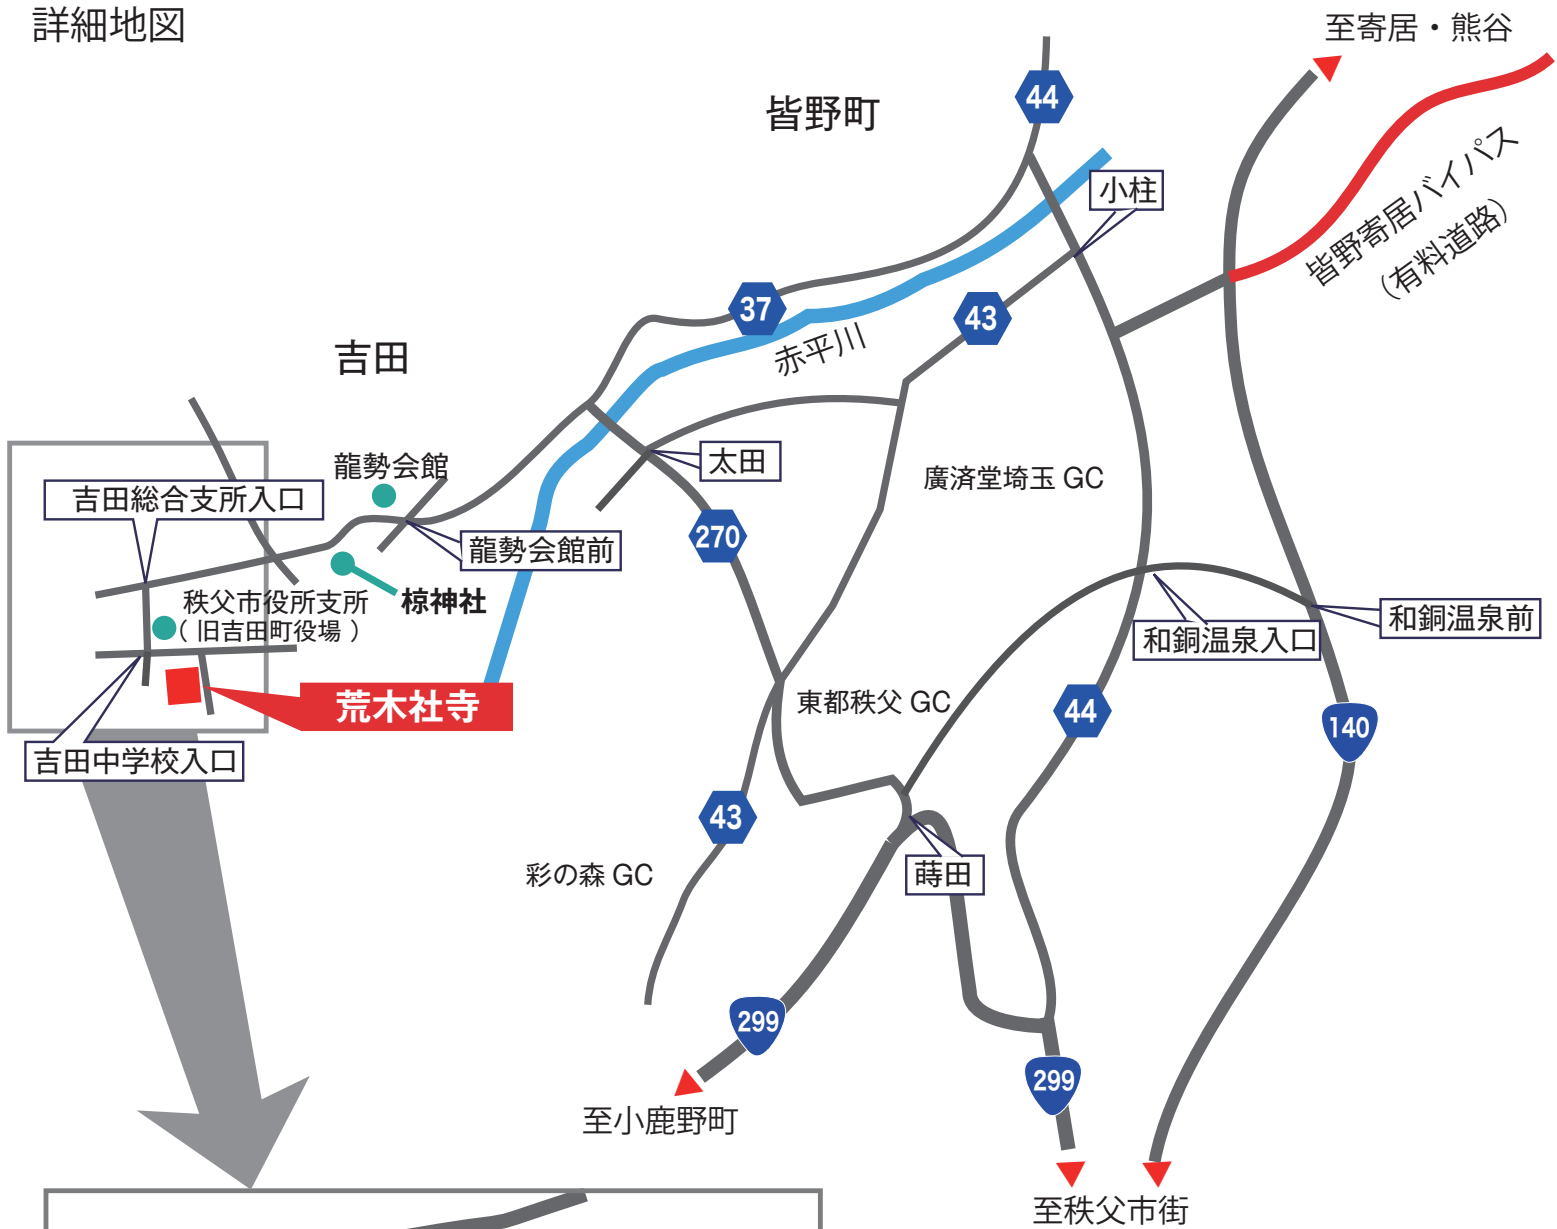 詳細地図
至寄居・熊谷
皆野町
44
小柱
皆野寄居バイパス
（有料道路）
37
43
赤平川
吉田
龍勢会館
太田
廣済堂埼玉 GC
吉田総合支所入口
270
龍勢会館前
椋神社
秩父市役所支所
（ 旧吉田町役場 ）
和銅温泉前
和銅温泉入口
荒木社寺
東都秩父 GC
44
140
吉田中学校入口
43
彩の森 GC
蒔田
299
299
至小鹿野町
至秩父市街